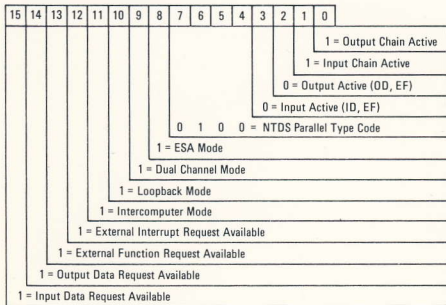 15 14 13 12 11 10 9 8 7 6 5 4 3 2 1 0
1 = Output Chain Active
1 = Input Chain Active
0 = Output Active (OD, EF)
0 = Input Active (ID, EF)
0 1 0 0 = NTDS Parallel Type Code
1 = ESA Mode
1 = Dual Channel Mode
1 = Loopback Mode
1 = Intercomputer Mode
1 = External Interrupt Request Available
1 = External Function Request Available
1 = Output Data Request Available
1 = Input Data Request Available